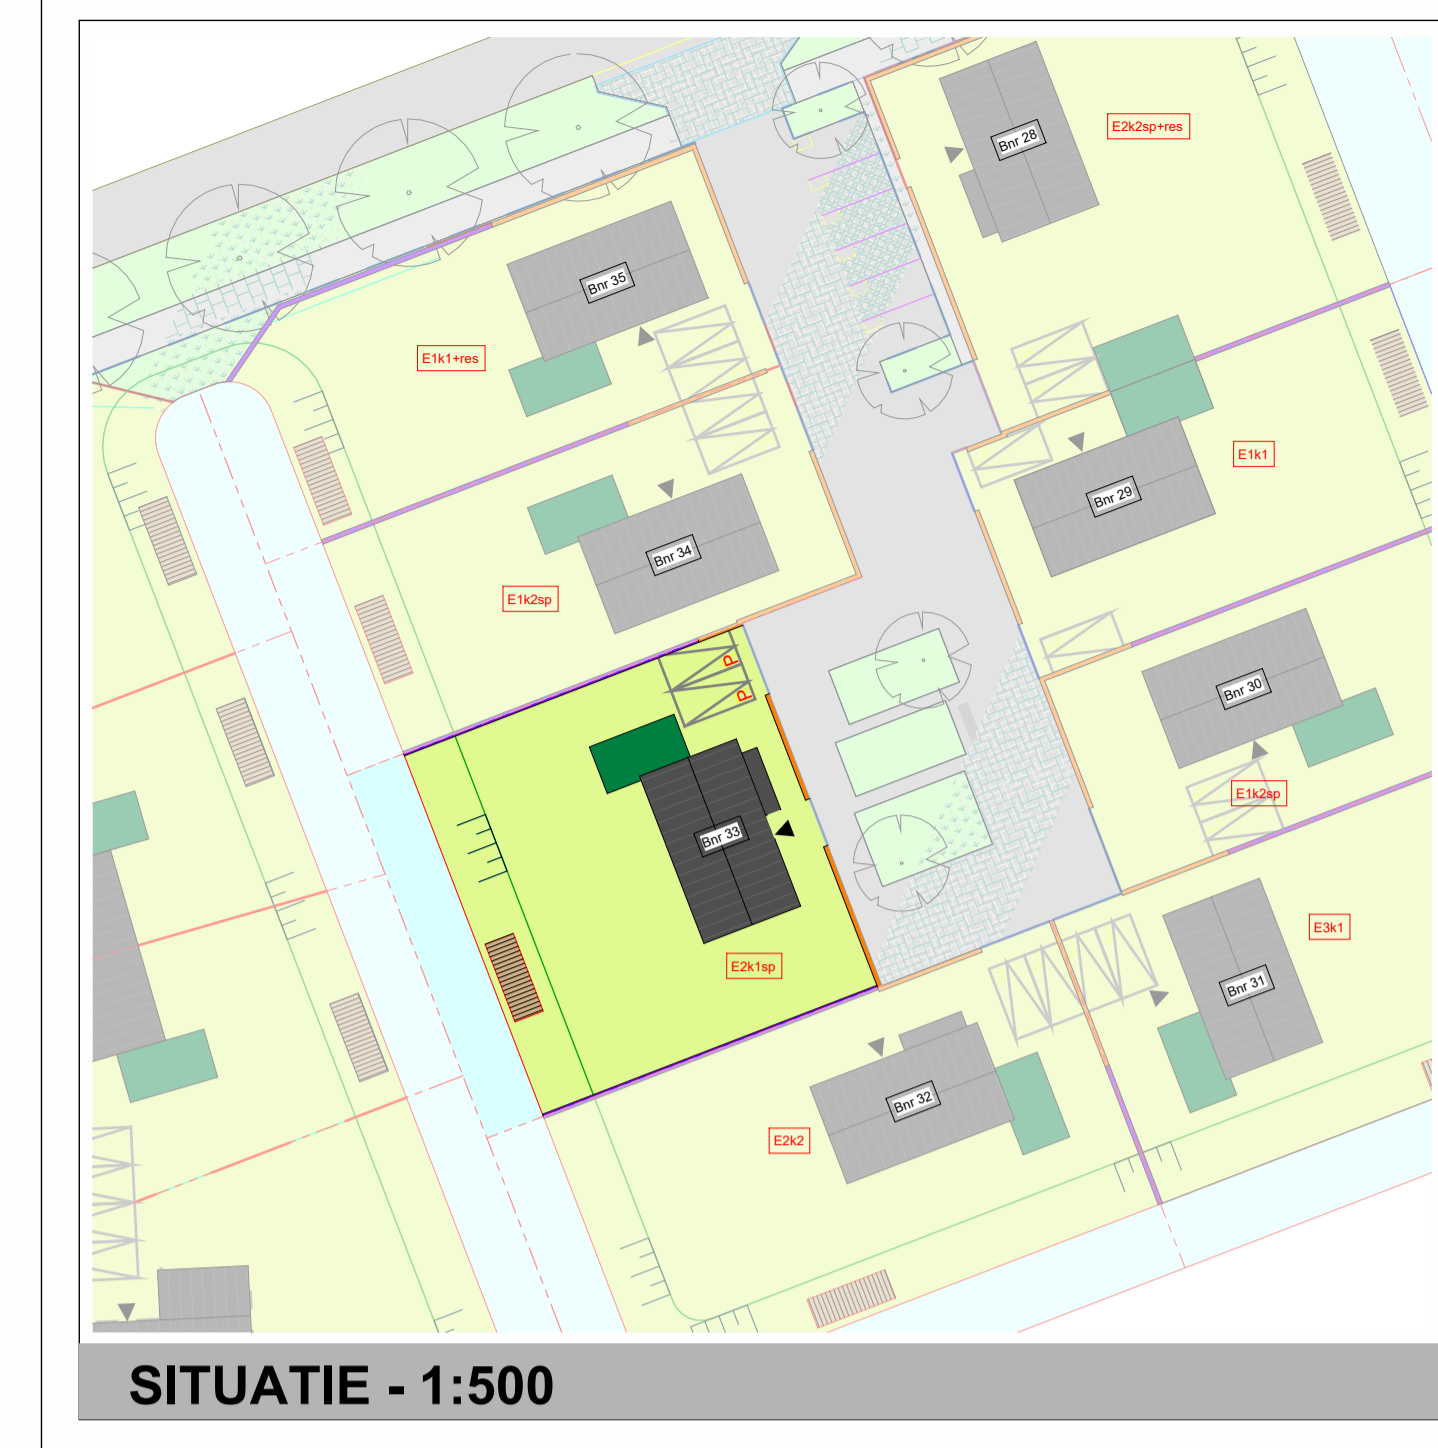 Bnr 28
E2k2sp+res
Bnr 35
E1k1+res
Bnr 29
E1k1
Bnr 34
E1k2sp
P
P
Bnr 30
E1k2sp
Bnr 33
E2k1sp
E3k1
Bnr 31
Bnr 32
E2k2
SITUATIE - 1:500